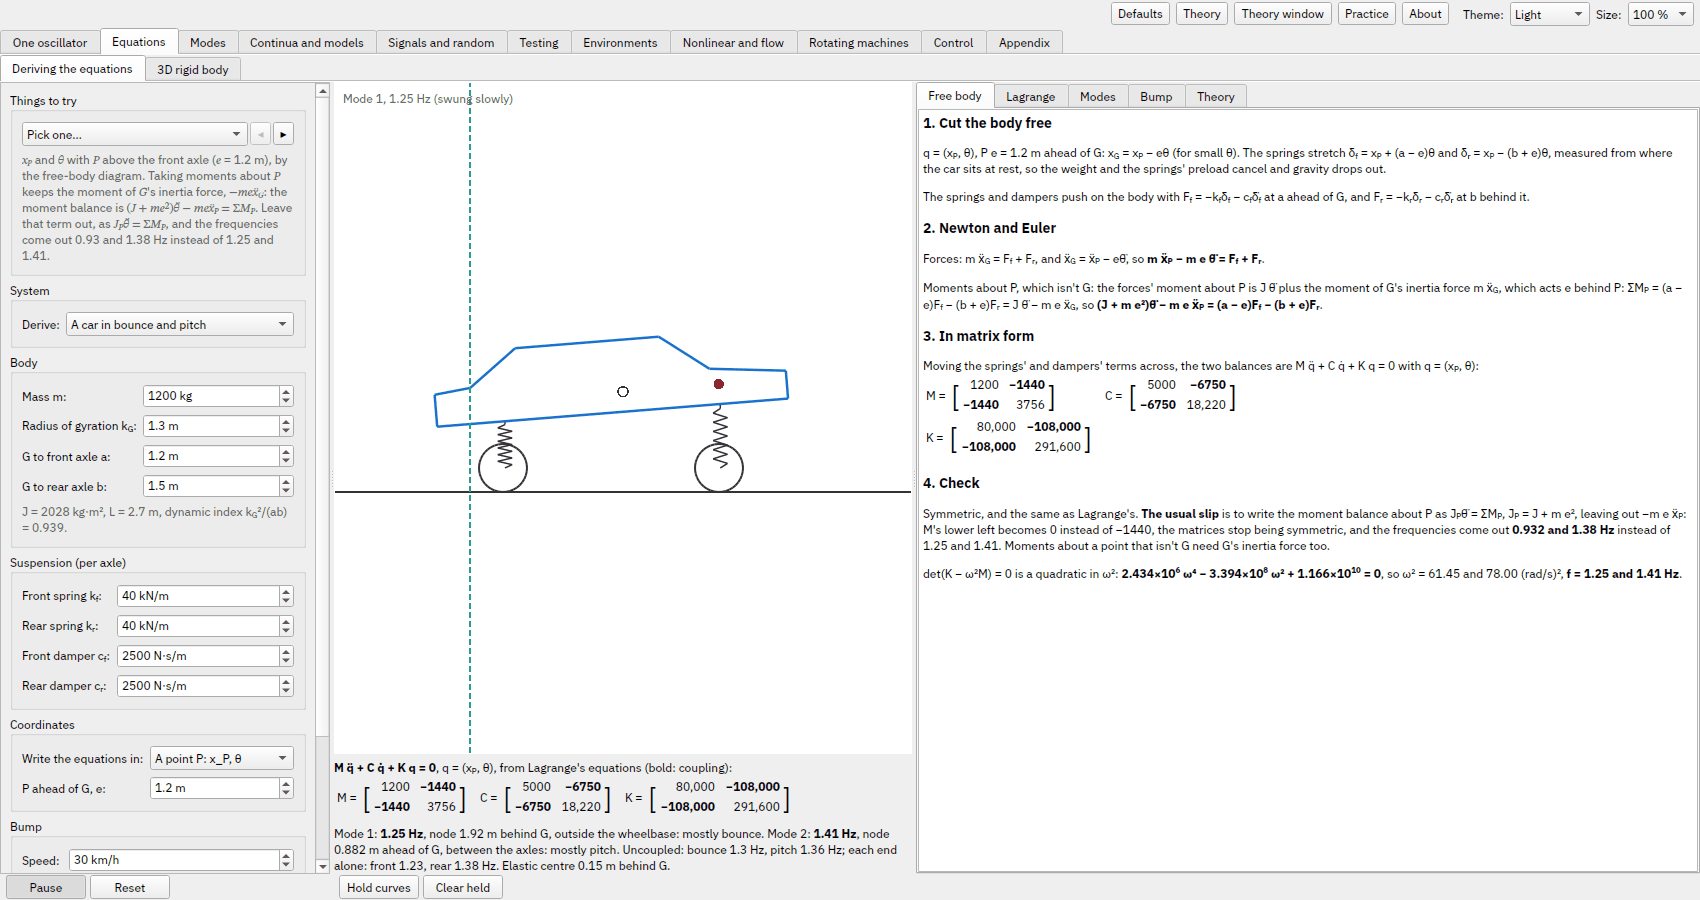 Defaults Theory Theory window Practice About Theme: Light Size: 100 %
One oscillator Equations Modes Continua and models Signals and random Testing Environments Nonlinear and flow Rotating machines Control Appendix
Deriving the equations 3D rigid body
Things to try
Pick one...
x_P and θ with P above the front axle (e = 1.2 m), by
the free-body diagram. Taking moments about P
keeps the moment of G's inertia force, −meẍ_G: the
moment balance is (J + me²)θ̈ − meẍ_P = ΣM_P. Leave
that term out, as J_Pθ̈ = ΣM_P, and the frequencies
come out 0.93 and 1.38 Hz instead of 1.25 and
1.41.
System
Derive: A car in bounce and pitch
Body
Mass m: 1200 kg
Radius of gyration k_G: 1.3 m
G to front axle a: 1.2 m
G to rear axle b: 1.5 m
J = 2028 kg·m², L = 2.7 m, dynamic index k_G²/(ab)
= 0.939.
Suspension (per axle)
Front spring k_f: 40 kN/m
Rear spring k_r: 40 kN/m
Front damper c_f: 2500 N·s/m
Rear damper c_r: 2500 N·s/m
Coordinates
Write the equations in: A point P: x_P, θ
P ahead of G, e: 1.2 m
Bump
Speed: 30 km/h
Pause Reset
Mode 1, 1.25 Hz (swung slowly)
M q̈ + C q̇ + K q = 0, q = (x_P, θ), from Lagrange's equations (bold: coupling):
M = [ 1200 −1440 ] C = [ 5000 −6750 ] K = [ 80,000 −108,000 ]
[ −1440 3756 ] [ −6750 18,220 ] [ −108,000 291,600 ]
Mode 1: 1.25 Hz, node 1.92 m behind G, outside the wheelbase: mostly bounce. Mode 2: 1.41 Hz, node
0.882 m ahead of G, between the axles: mostly pitch. Uncoupled: bounce 1.3 Hz, pitch 1.36 Hz; each end
alone: front 1.23, rear 1.38 Hz. Elastic centre 0.15 m behind G.
Hold curves Clear held
Free body Lagrange Modes Bump Theory
1. Cut the body free
q = (x_P, θ), P e = 1.2 m ahead of G: x_G = x_P − eθ (for small θ). The springs stretch δ_f = x_P + (a − e)θ and δ_r = x_P − (b + e)θ, measured from where
the car sits at rest, so the weight and the springs' preload cancel and gravity drops out.
The springs and dampers push on the body with F_f = −k_fδ_f − c_fδ̇_f at a ahead of G, and F_r = −k_rδ_r − c_rδ̇_r at b behind it.
2. Newton and Euler
Forces: m ẍ_G = F_f + F_r, and ẍ_G = ẍ_P − eθ̈, so m ẍ_P − m e θ̈ = F_f + F_r.
Moments about P, which isn't G: the forces' moment about P is J θ̈ plus the moment of G's inertia force m ẍ_G, which acts e behind P: ΣM_P = (a −
e)F_f − (b + e)F_r = J θ̈ − m e ẍ_G, so (J + m e²)θ̈ − m e ẍ_P = (a − e)F_f − (b + e)F_r.
3. In matrix form
Moving the springs' and dampers' terms across, the two balances are M q̈ + C q̇ + K q = 0 with q = (x_P, θ):
M = [ 1200 −1440 ] C = [ 5000 −6750 ]
[ −1440 3756 ] [ −6750 18,220 ]
K = [ 80,000 −108,000 ]
[ −108,000 291,600 ]
4. Check
Symmetric, and the same as Lagrange's. The usual slip is to write the moment balance about P as J_Pθ̈ = ΣM_P, J_P = J + m e², leaving out −m e ẍ_P:
M's lower left becomes 0 instead of −1440, the matrices stop being symmetric, and the frequencies come out 0.932 and 1.38 Hz instead of
1.25 and 1.41. Moments about a point that isn't G need G's inertia force too.
det(K − ω²M) = 0 is a quadratic in ω²: 2.434×10⁶ ω⁴ − 3.394×10⁸ ω² + 1.166×10¹⁰ = 0, so ω² = 61.45 and 78.00 (rad/s)², f = 1.25 and 1.41 Hz.